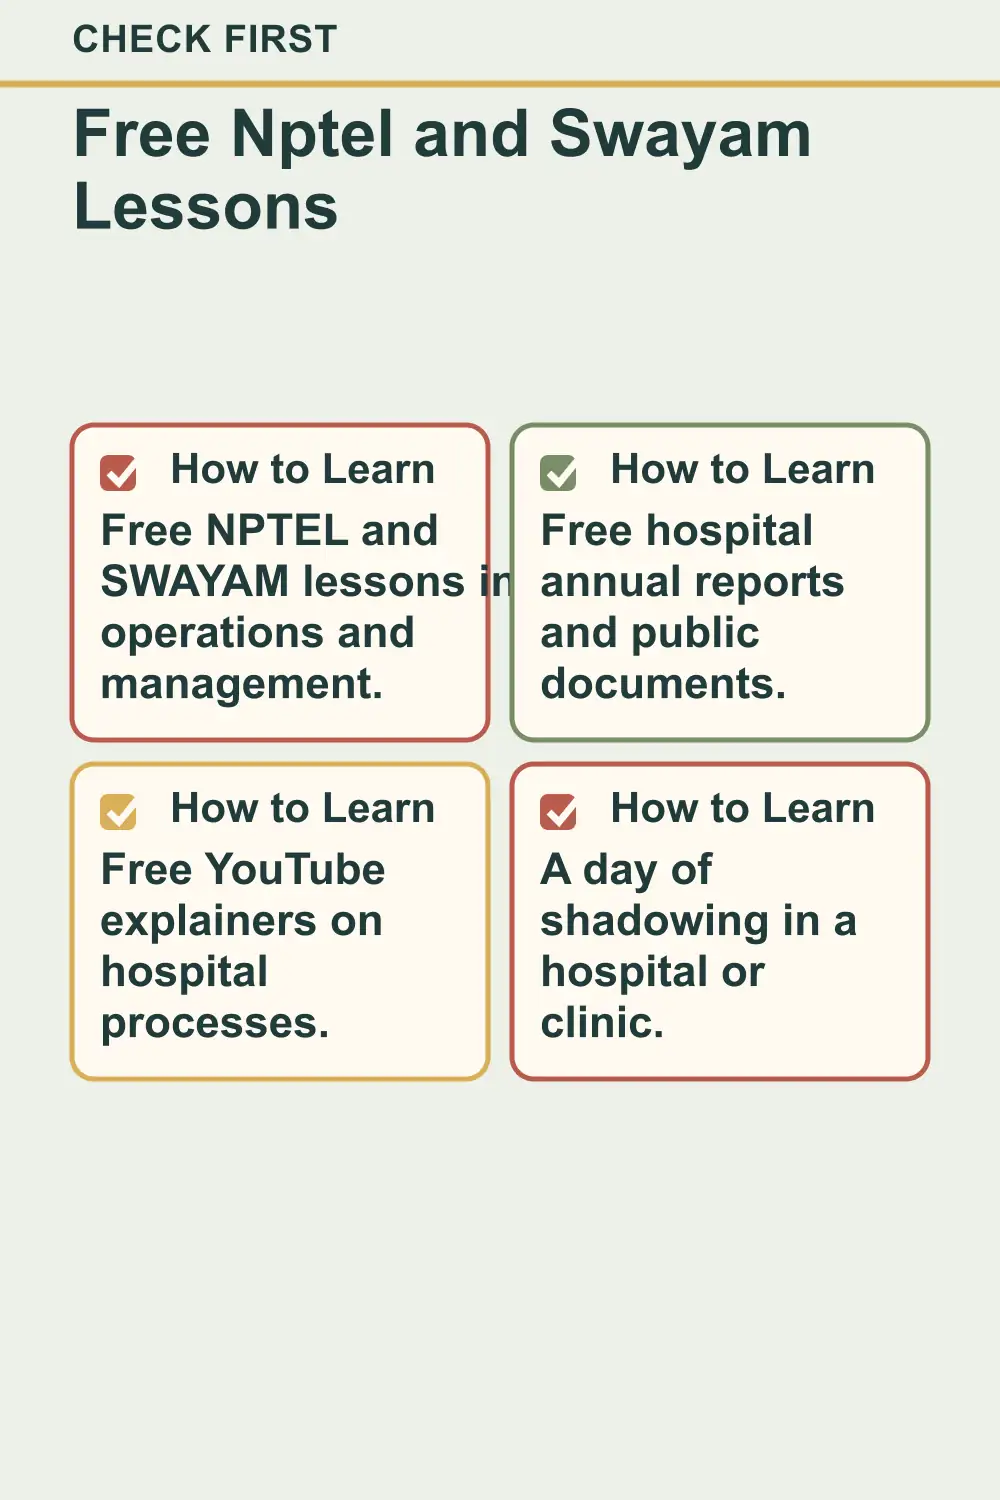 CHECK FIRST
Free Nptel and Swayam
Lessons
How to Learn
Free NPTEL and
SWAYAM lessons in
operations and
management.
How to Learn
Free hospital
annual reports
and public
documents.
How to Learn
Free YouTube
explainers on
hospital
processes.
How to Learn
A day of
shadowing in a
hospital or
clinic.